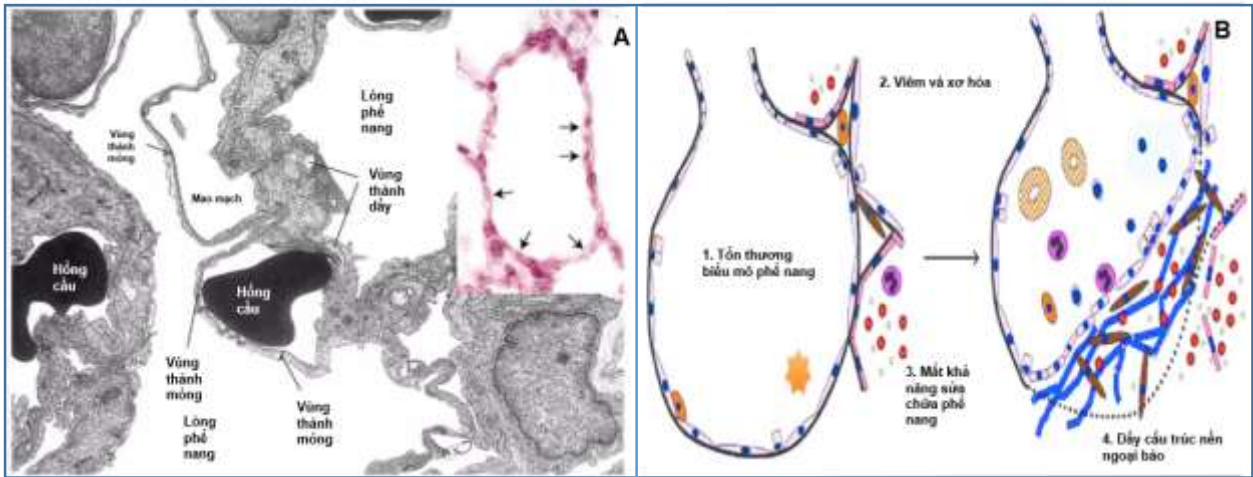 A
Lòng
phế
nang
Vùng
thành
mỏng
Vùng
thành
dầy
Mao mạch
Hồng
cầu
Hồng
cầu
Vùng
thành
mỏng
Lòng
phế
nang
Vùng
thành
mỏng
B
2. Viêm và xơ hóa
1. Tổn thương
biểu mô phế nang
3. Mất khả
năng sửa
chữa phế
nang
4. Dầy cấu trúc nền
ngoại bào